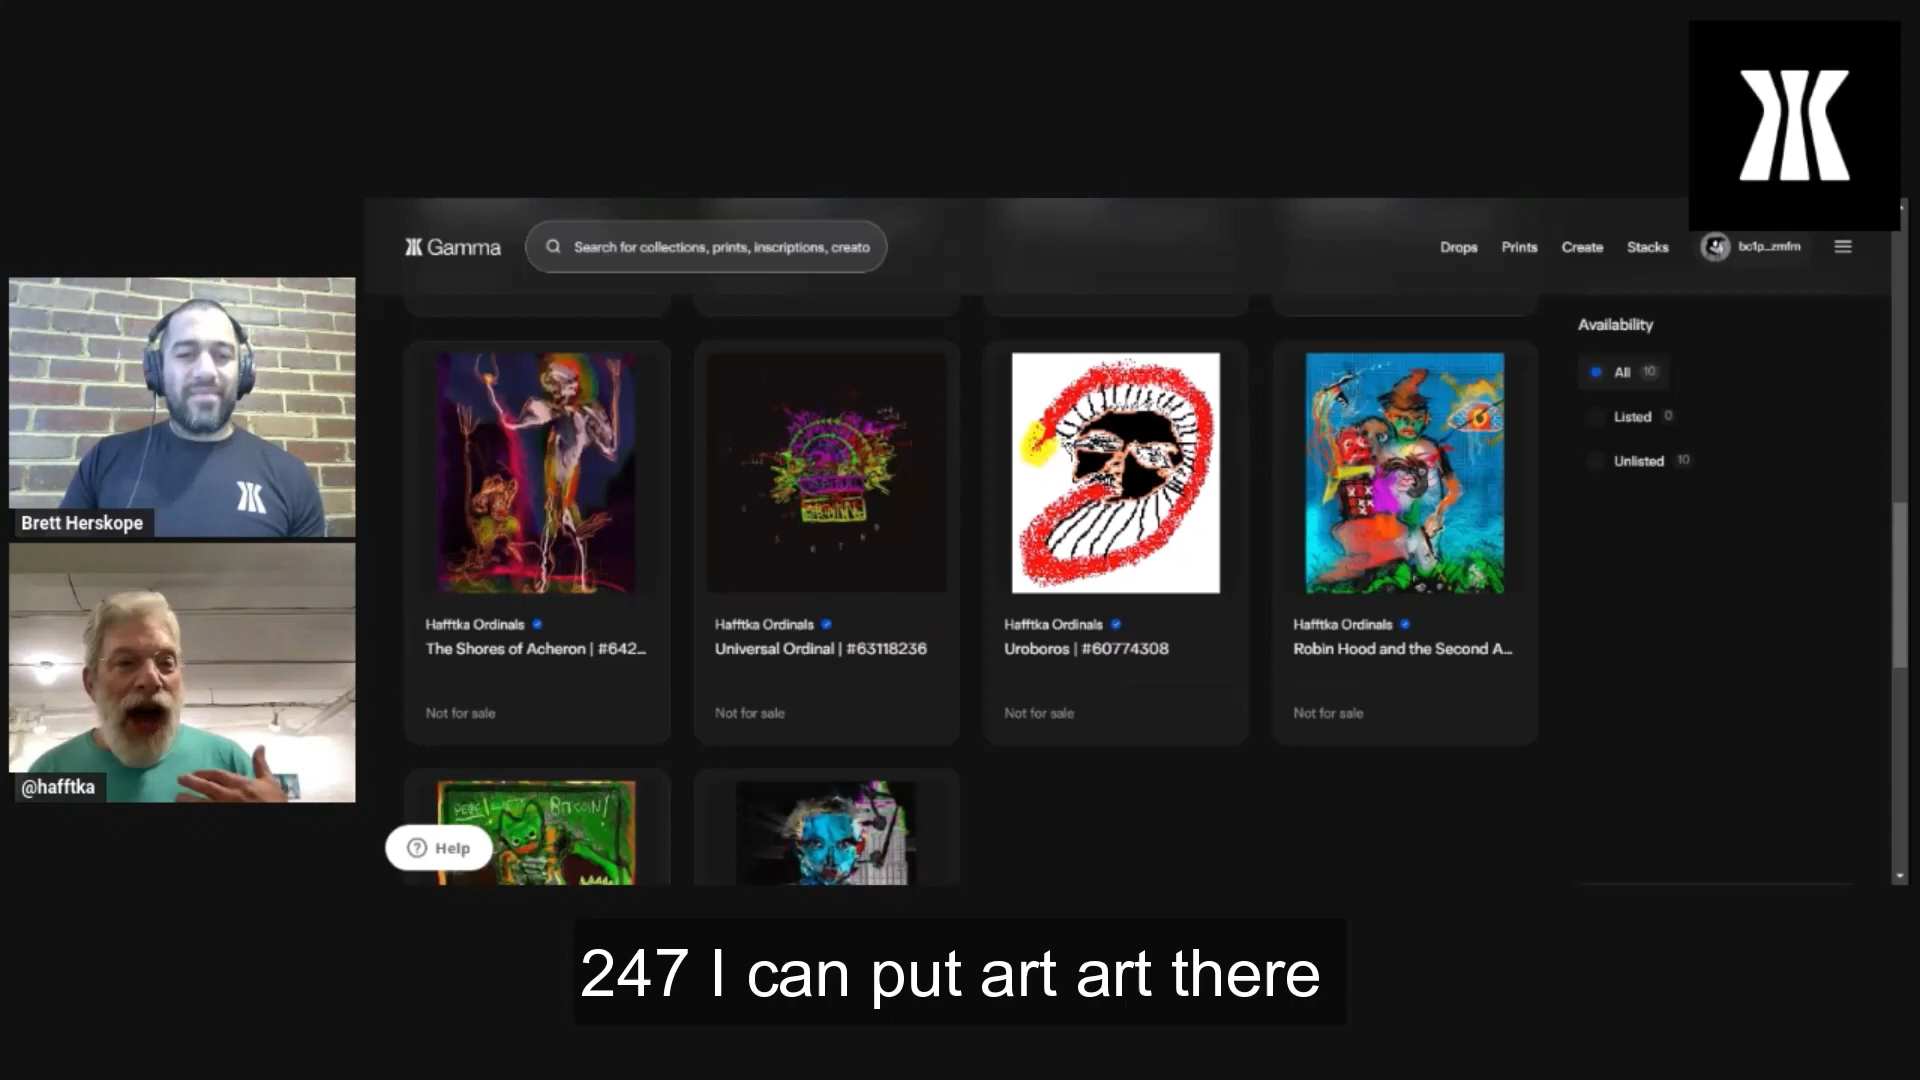 Gamma
Search for collections, prints, inscriptions, creato
Drops
Prints
Create
Stacks
bc1p_zmfm
Availability
All 10
Listed 0
Unlisted 10
Brett Herskope
@hafftka
Hafftka Ordinals
The Shores of Acheron | #642...
Not for sale
Hafftka Ordinals
Universal Ordinal | #63118236
Not for sale
Hafftka Ordinals
Uroboros | #60774308
Not for sale
Hafftka Ordinals
Robin Hood and the Second A...
Not for sale
BITCOIN!
Help
247 I can put art art there